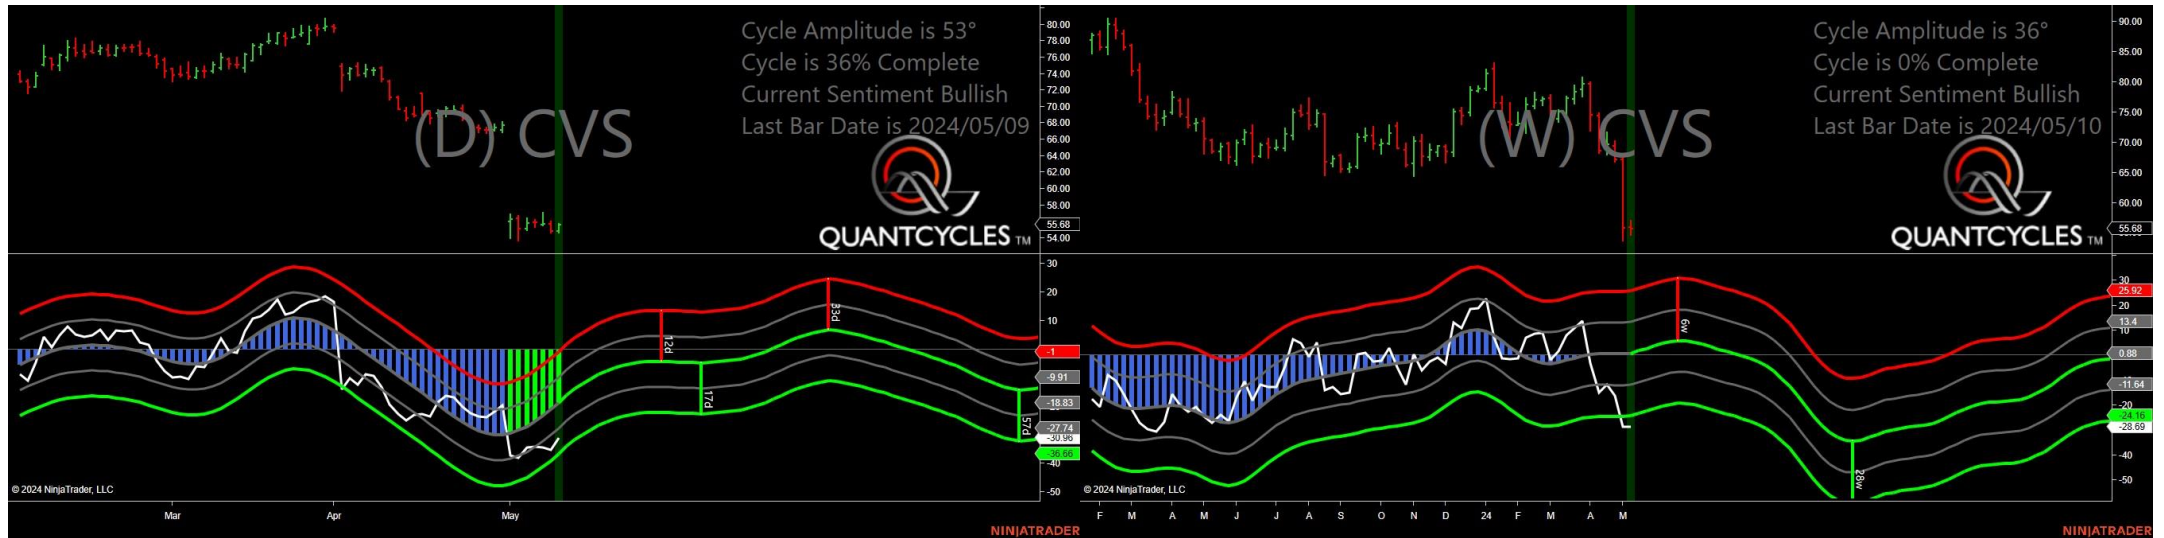 Cycle Amplitude is 53°
Cycle is 36% Complete
Current Sentiment Bullish
Last Bar Date is 2024/05/09
(D) CVS
QUANTCYCLES TM
80.00
78.00
76.00
74.00
72.00
70.00
68.00
66.00
64.00
62.00
60.00
58.00
55.68
54.00
30
20
10
-1
-9.91
-18.83
-27.74
-30.96
-36.66
-40
-50
12d
17d
33d
57d
© 2024 NinjaTrader, LLC
Mar
Apr
May
NINJATRADER
Cycle Amplitude is 36°
Cycle is 0% Complete
Current Sentiment Bullish
Last Bar Date is 2024/05/10
(W) CVS
QUANTCYCLES TM
90.00
85.00
80.00
75.00
70.00
65.00
60.00
55.68
30
25.92
20
13.4
10
0.88
-11.64
-20
-24.16
-28.69
-40
-50
6w
28w
© 2024 NinjaTrader, LLC
F
M
A
M
J
J
A
S
O
N
D
24
F
M
A
M
NINJATRADER